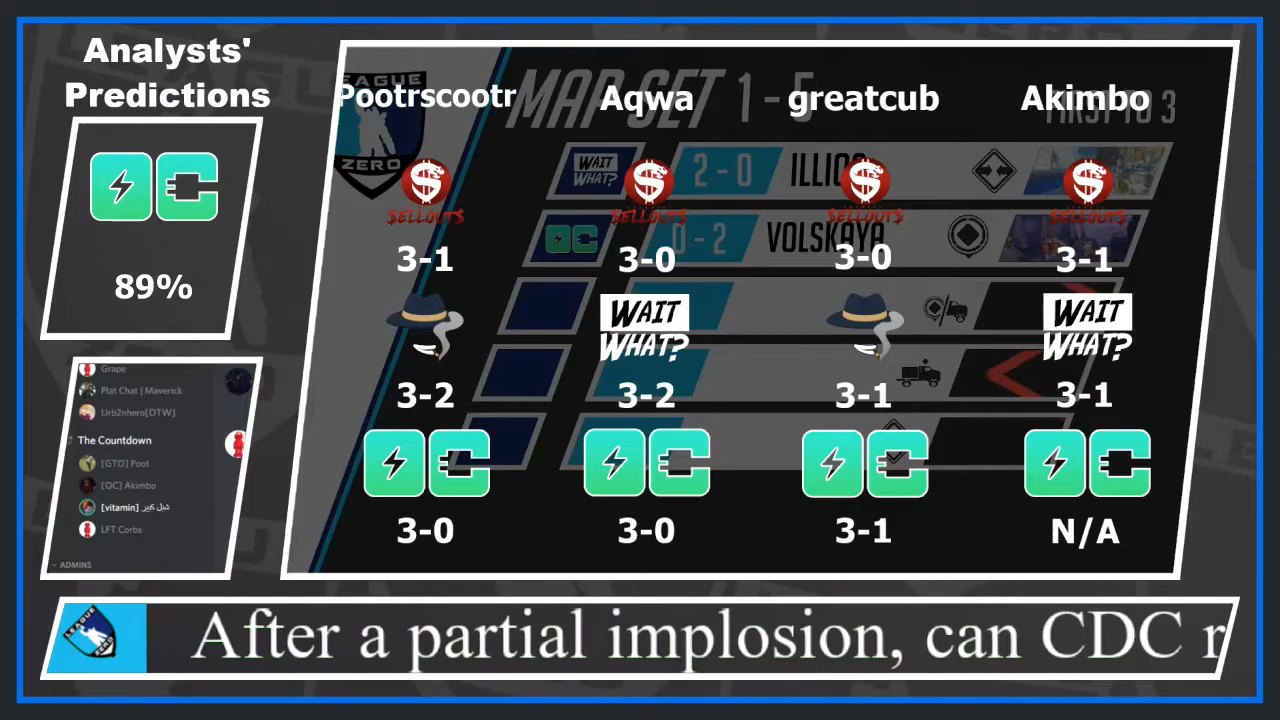 Analysts'
Predictions
89%
Grape
Plat Chat | Maverick
Urb2nhero[OTW]
The Countdown
[GTO] Poot
[OC] Akimbo
[vitamin] شبل كبير
LFT Corbs
ADMINS
LEAGUE
ZERO
MAP SET 1 - 5
FIRST TO 3
Pootrscootr Aqwa greatcub Akimbo
WAIT WHAT? 2-0 ILLIOS
0-2 VOLSKAYA
$ELLOUT$ $ELLOUT$ $ELLOUT$ $ELLOUT$
3-1 3-0 3-0 3-1
WAIT WHAT? WAIT WHAT?
3-2 3-2 3-1 3-1
3-0 3-0 3-1 N/A
LEAGUE
ZERO
After a partial implosion, can CDC r